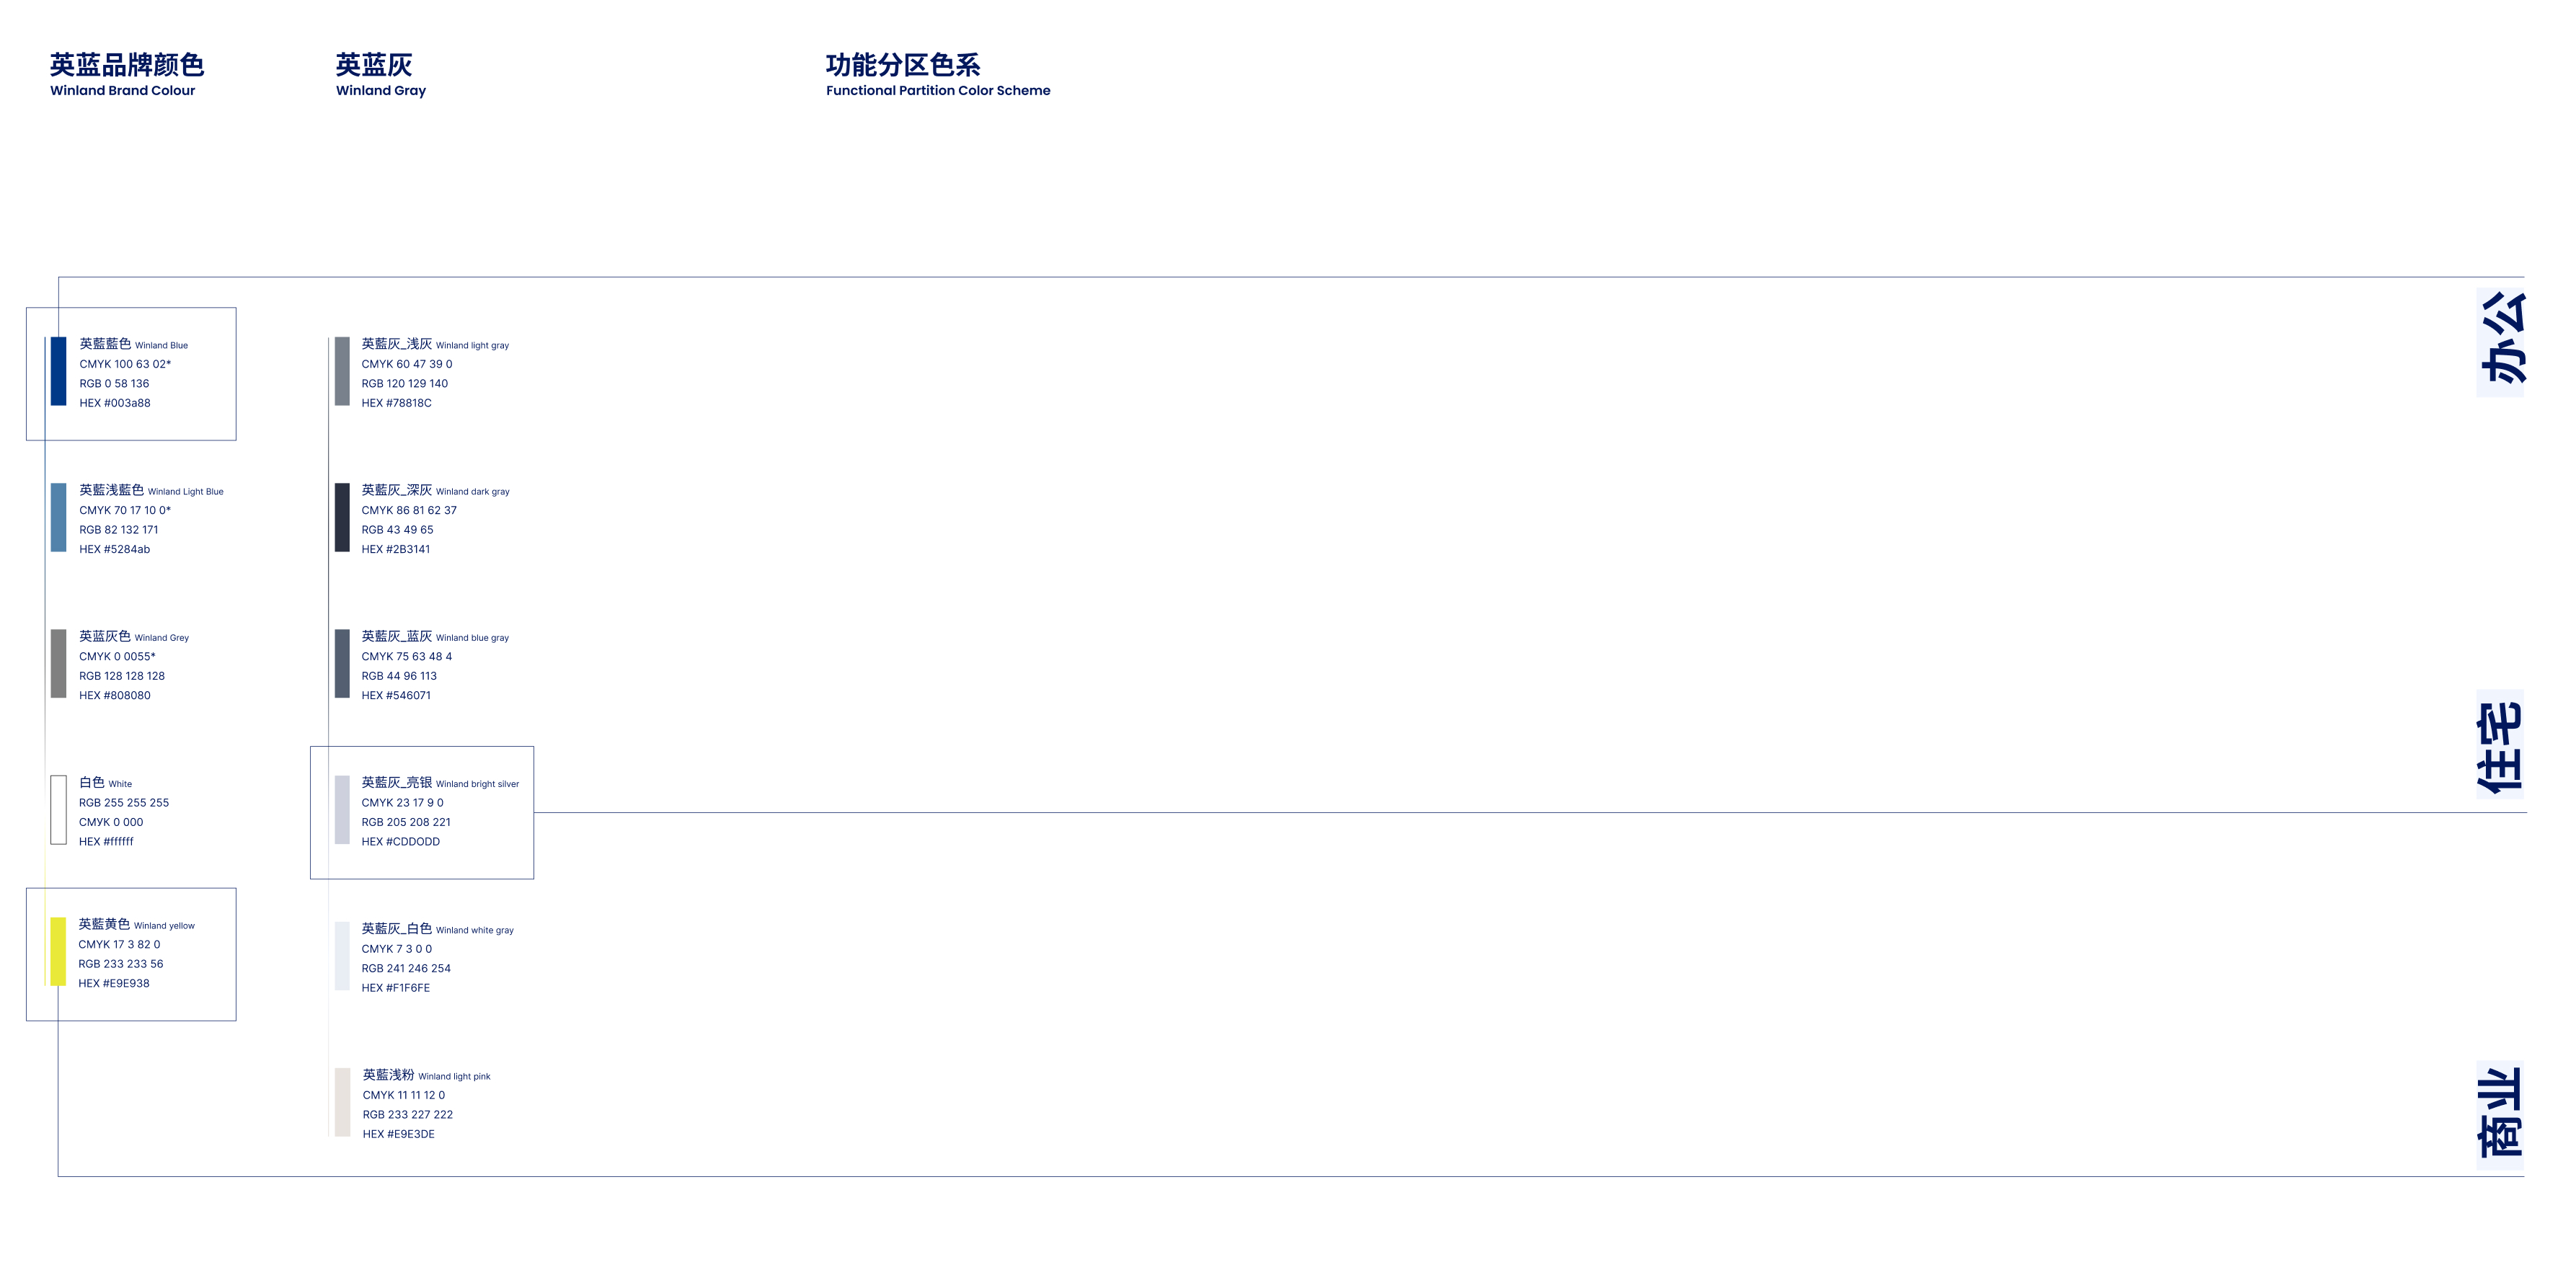 英蓝品牌颜色
Winland Brand Colour
英蓝灰
Winland Gray
功能分区色系
Functional Partition Color Scheme
英藍藍色 Winland Blue
CMYK 100 63 02*
RGB 0 58 136
HEX #003a88
英藍浅藍色 Winland Light Blue
CMYK 70 17 10 0*
RGB 82 132 171
HEX #5284ab
英蓝灰色 Winland Grey
CMYK 0 0055*
RGB 128 128 128
HEX #808080
白色 White
RGB 255 255 255
СМУК 0 000
HEX #ffffff
英藍黄色 Winland yellow
CMYK 17 3 82 0
RGB 233 233 56
HEX #E9E938
英藍灰_浅灰 Winland light gray
CMYK 60 47 39 0
RGB 120 129 140
HEX #78818C
英藍灰_深灰 Winland dark gray
CMYK 86 81 62 37
RGB 43 49 65
HEX #2B3141
英藍灰_蓝灰 Winland blue gray
CMYK 75 63 48 4
RGB 44 96 113
HEX #546071
英藍灰_亮银 Winland bright silver
CMYK 23 17 9 0
RGB 205 208 221
HEX #CDDODD
英藍灰_白色 Winland white gray
CMYK 7 3 0 0
RGB 241 246 254
HEX #F1F6FE
英藍浅粉 Winland light pink
CMYK 11 11 12 0
RGB 233 227 222
HEX #E9E3DE
办公
住宅
商业